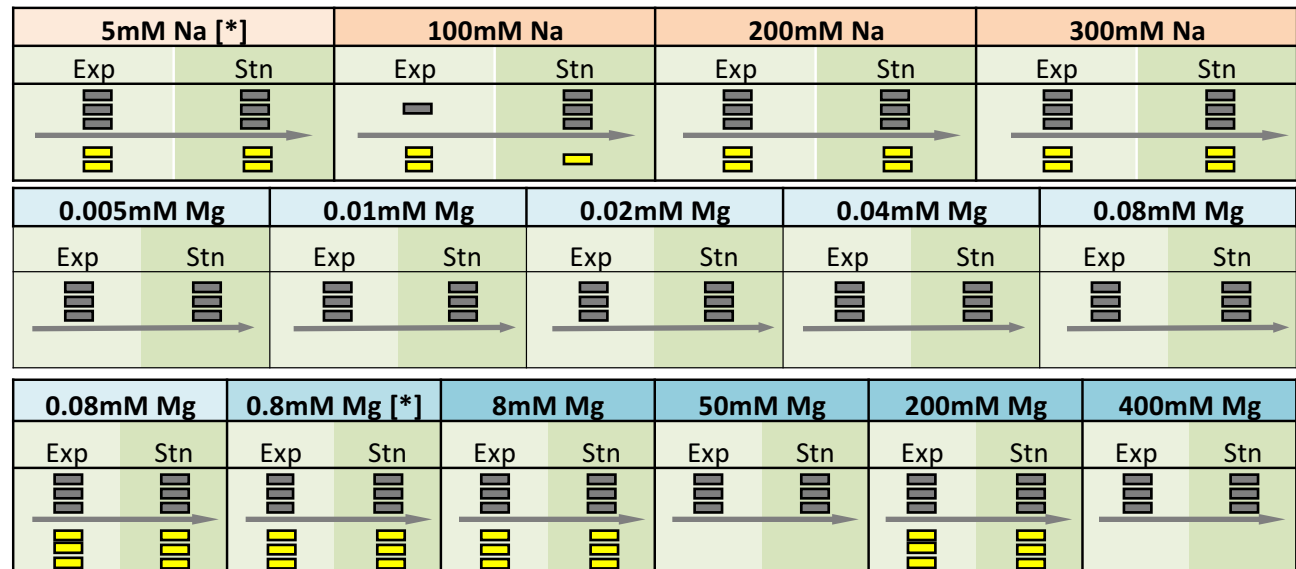 5mM Na [*] 100mM Na 200mM Na 300mM Na
Exp Stn Exp Stn Exp Stn Exp Stn
0.005mM Mg 0.01mM Mg 0.02mM Mg 0.04mM Mg 0.08mM Mg
Exp Stn Exp Stn Exp Stn Exp Stn Exp Stn
0.08mM Mg 0.8mM Mg [*] 8mM Mg 50mM Mg 200mM Mg 400mM Mg
Exp Stn Exp Stn Exp Stn Exp Stn Exp Stn Exp Stn